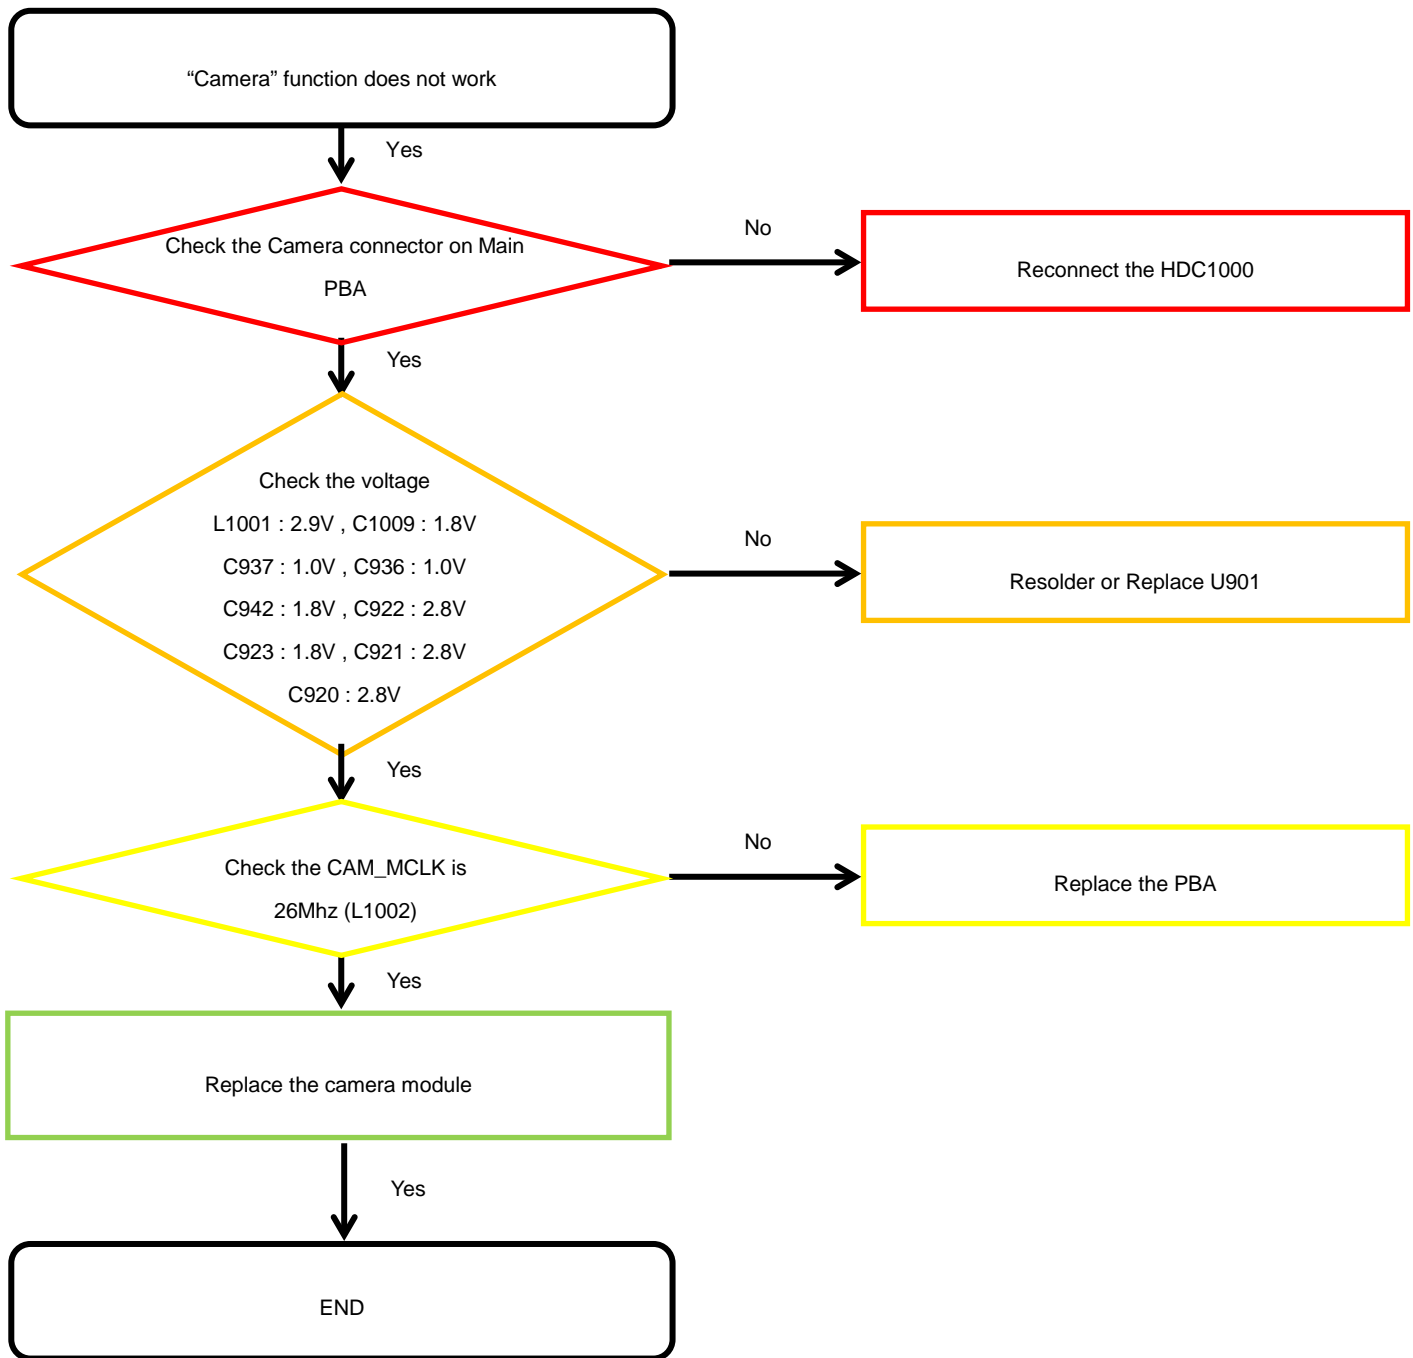 “Camera” function does not work
Yes
Check the Camera connector on Main
PBA
No
Reconnect the HDC1000
Yes
Check the voltage
L1001 : 2.9V , C1009 : 1.8V
C937 : 1.0V , C936 : 1.0V
C942 : 1.8V , C922 : 2.8V
C923 : 1.8V , C921 : 2.8V
C920 : 2.8V
No
Resolder or Replace U901
Yes
Check the CAM_MCLK is
26Mhz (L1002)
No
Replace the PBA
Yes
Replace the camera module
Yes
END